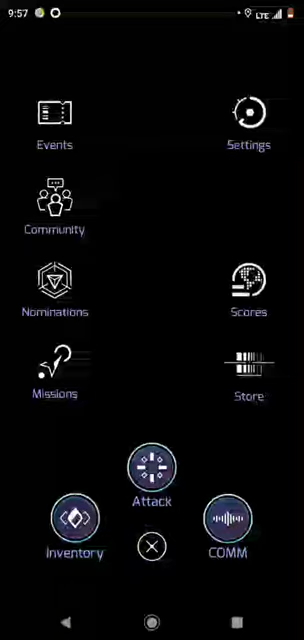 9:57
LTE
Events
Settings
Community
Nominations
Scores
Missions
Store
Attack
Inventory
COMM